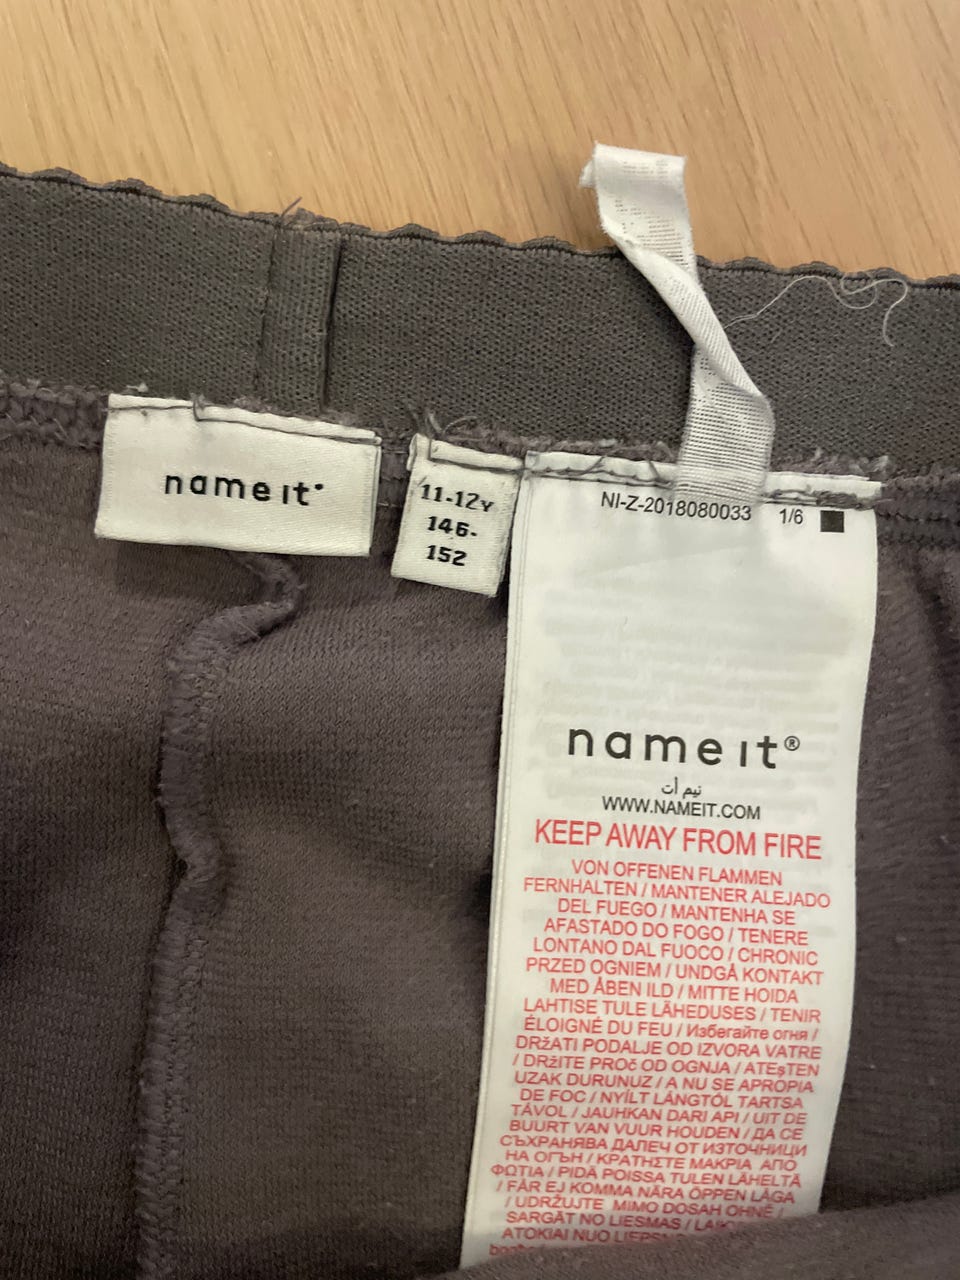 name it
11-12Y
146-
152
NI-Z-2018080033 1/6
name it®
نيم أت
WWW.NAMEIT.COM
KEEP AWAY FROM FIRE
VON OFFENEN FLAMMEN
FERNHALTEN / MANTENER ALEJADO
DEL FUEGO / MANTENHA SE
AFASTADO DO FOGO / TENERE
LONTANO DAL FUOCO / CHRONIC
PRZED OGNIEM / UNDGÅ KONTAKT
MED ÅBEN ILD / MITTE HOIDA
LAHTISE TULE LÄHEDUSES / TENIR
ÉLOIGNÉ DU FEU / Избегайте огня /
DRžATI PODALJE OD IZVORA VATRE
/ DRžITE PROč OD OGNJA / ATEşTEN
UZAK DURUNUZ / A NU SE APROPIA
DE FOC / NYÍLT LÁNGTÓL TARTSA
TÁVOL / JAUHKAN DARI API / UIT DE
BUURT VAN VUUR HOUDEN / ДА СЕ
СЪХРАНЯВА ДАЛЕЧ ОТ ИЗТОЧНИЦИ
НА ОГЪН / ΚΡΑΤΗΣΤΕ ΜΑΚΡΙΑ ΑΠΟ
ΦΩΤΙΑ / PIDÄ POISSA TULEN LÄHELTÄ
/ FÅR EJ KOMMA NÄRA ÖPPEN LÅGA
/ UDRŽUJTE MIMO DOSAH OHNĚ /
SARGĀT NO LIESMAS /
ATOKIAI NUO